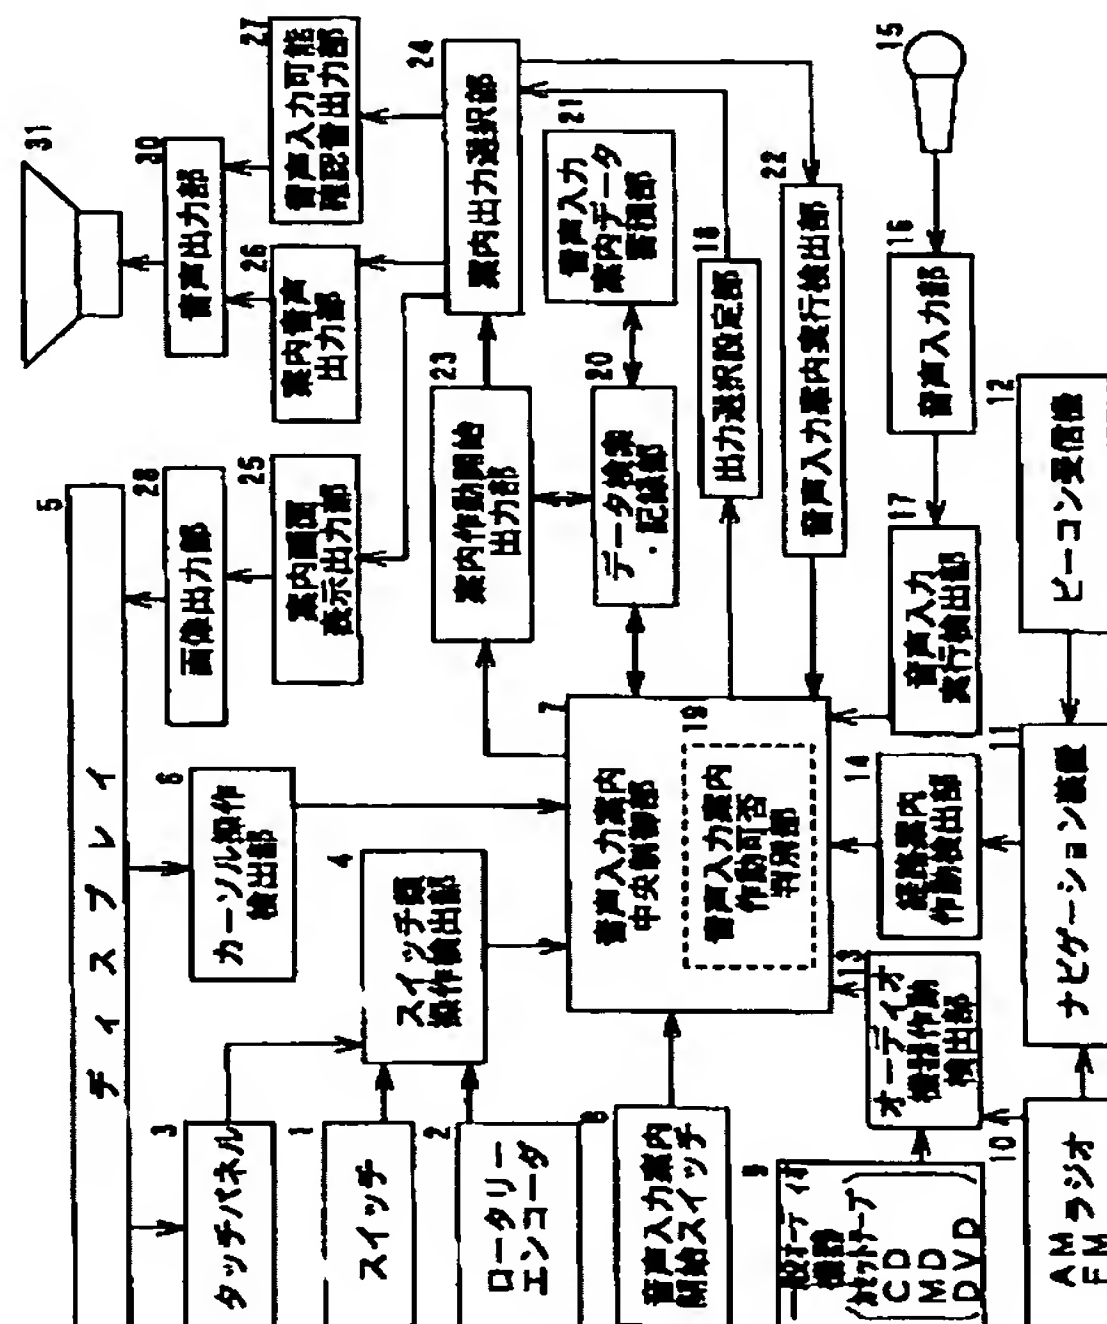 31
音声出力部
30
音声入力可能
確認音出力部
27
案内音声
出力部
26
案内出力選択部
24
ディスプレイ
5
画像出力部
28
案内画面
表示出力部
25
案内作動開始
出力部
23
音声入力
案内データ
蓄積部
21
データ検索
・記録部
20
出力選択設定部
18
音声入力案内実行検出部
22
15
音声入力部
16
音声入力
実行検出部
17
ビーコン受信機
12
カーソル操作
検出部
6
スイッチ類
操作検出部
4
音声入力案内
中央制御部
7
音声入力案内
作動可否
判別部
19
経路案内
作動検出部
14
ナビゲーション装置
11
オーディオ
機器作動
検出部
13
タッチパネル
3
スイッチ
1
ロータリー
エンコーダ
2
音声入力案内
開始スイッチ
8
一般オーディオ
機器
カセットテープ
CD
MD
DVD
9
AMラジオ
FM
10